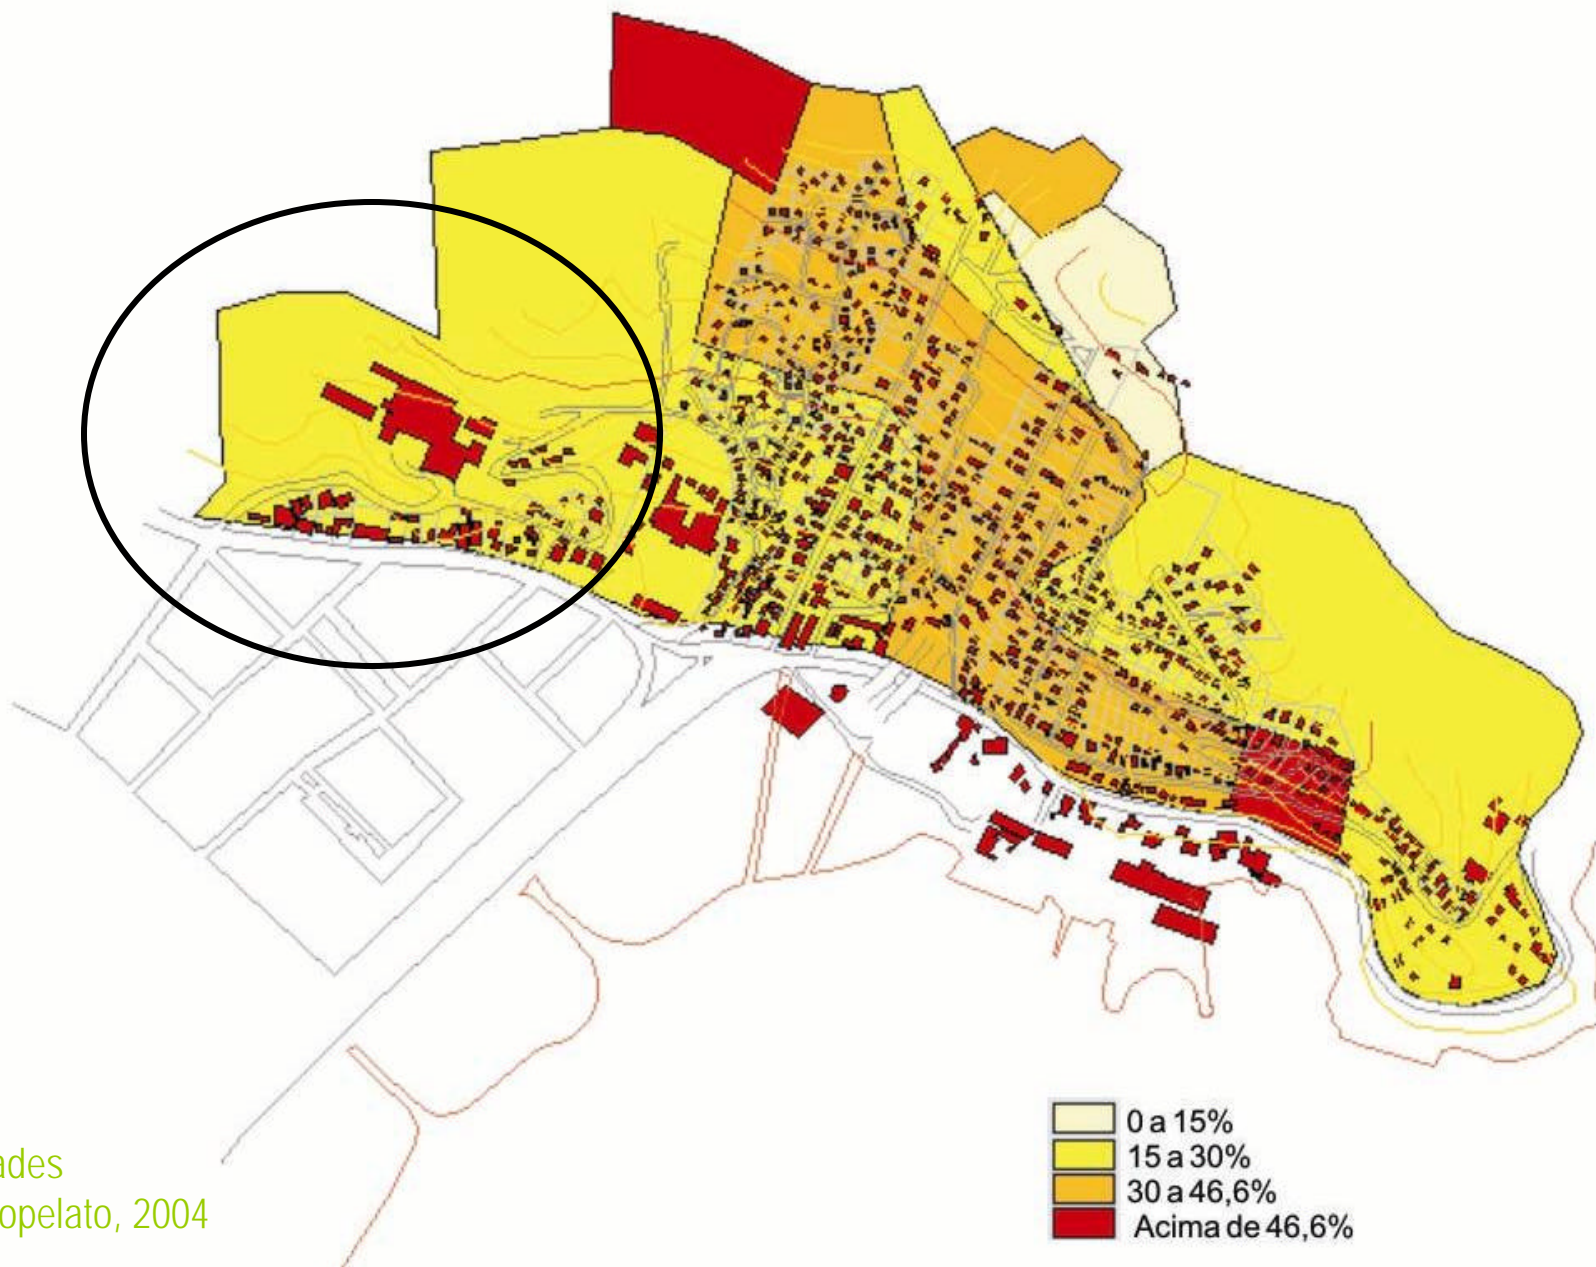 0 a 15%
15 a 30%
30 a 46,6%
Acima de 46,6%
ades
opelato, 2004